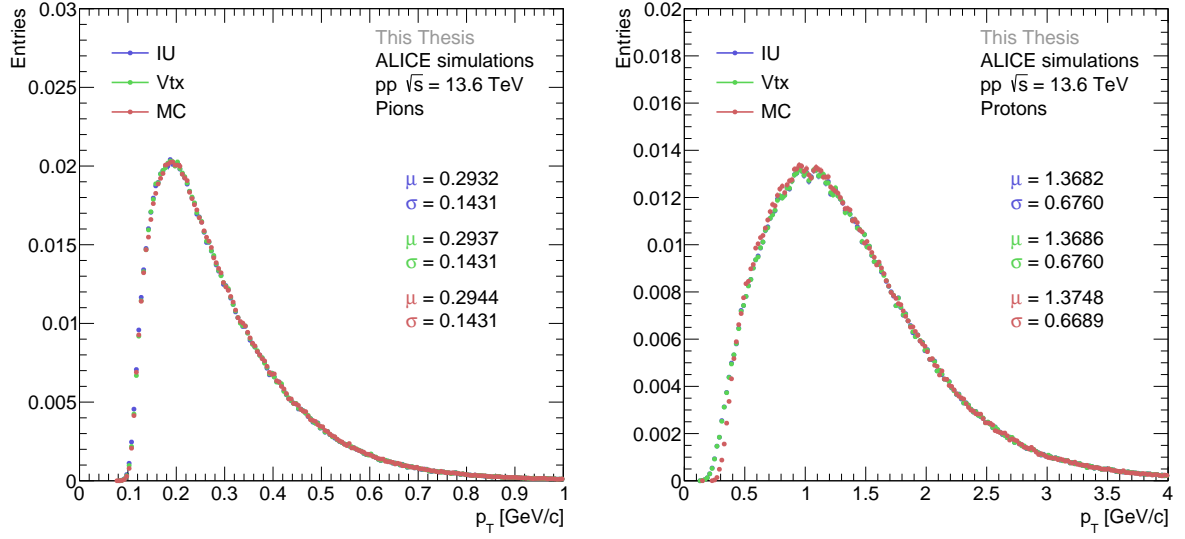 Entries
0.03
0.025
0.02
0.015
0.01
0.005
0
IU
Vtx
MC
This Thesis
ALICE simulations
pp √s = 13.6 TeV
Pions
μ = 0.2932
σ = 0.1431
μ = 0.2937
σ = 0.1431
μ = 0.2944
σ = 0.1431
0 0.1 0.2 0.3 0.4 0.5 0.6 0.7 0.8 0.9 1
p_T [GeV/c]
Entries
0.02
0.018
0.016
0.014
0.012
0.01
0.008
0.006
0.004
0.002
0
IU
Vtx
MC
This Thesis
ALICE simulations
pp √s = 13.6 TeV
Protons
μ = 1.3682
σ = 0.6760
μ = 1.3686
σ = 0.6760
μ = 1.3748
σ = 0.6689
0 0.5 1 1.5 2 2.5 3 3.5 4
p_T [GeV/c]